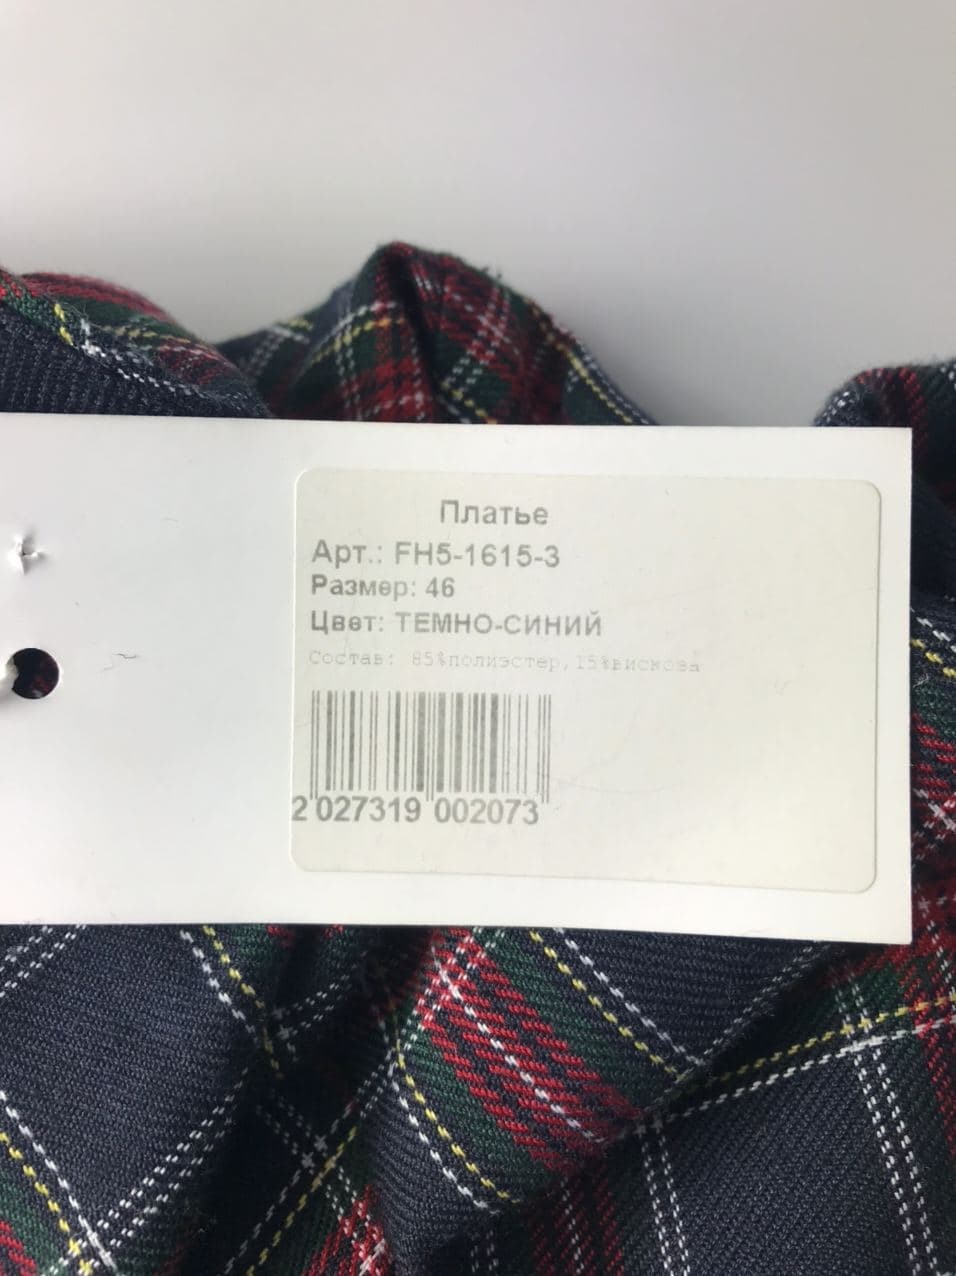 Платье
Арт.: FH5-1615-3
Размер: 46
Цвет: ТЕМНО-СИНИЙ
Состав: 85%полиэстер,15%вискоза
2 027319 002073